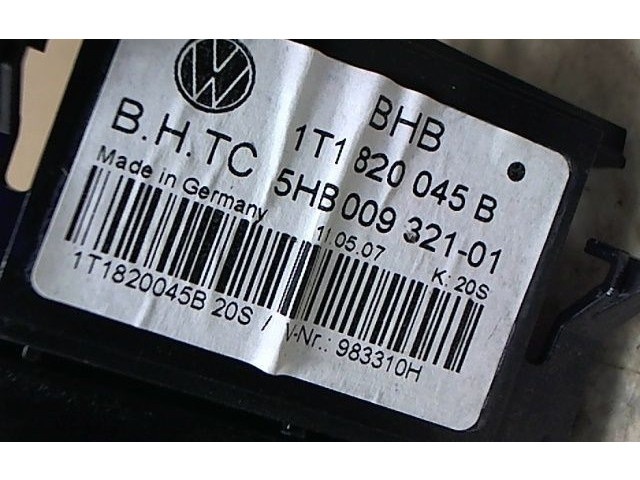 VW
BHB
B.H.TC 1T1 820 045 B
Made in Germany 5HB 009 321-01
05.07 K: 20S
1T1820045B 20S / V-Nr.: 983310H